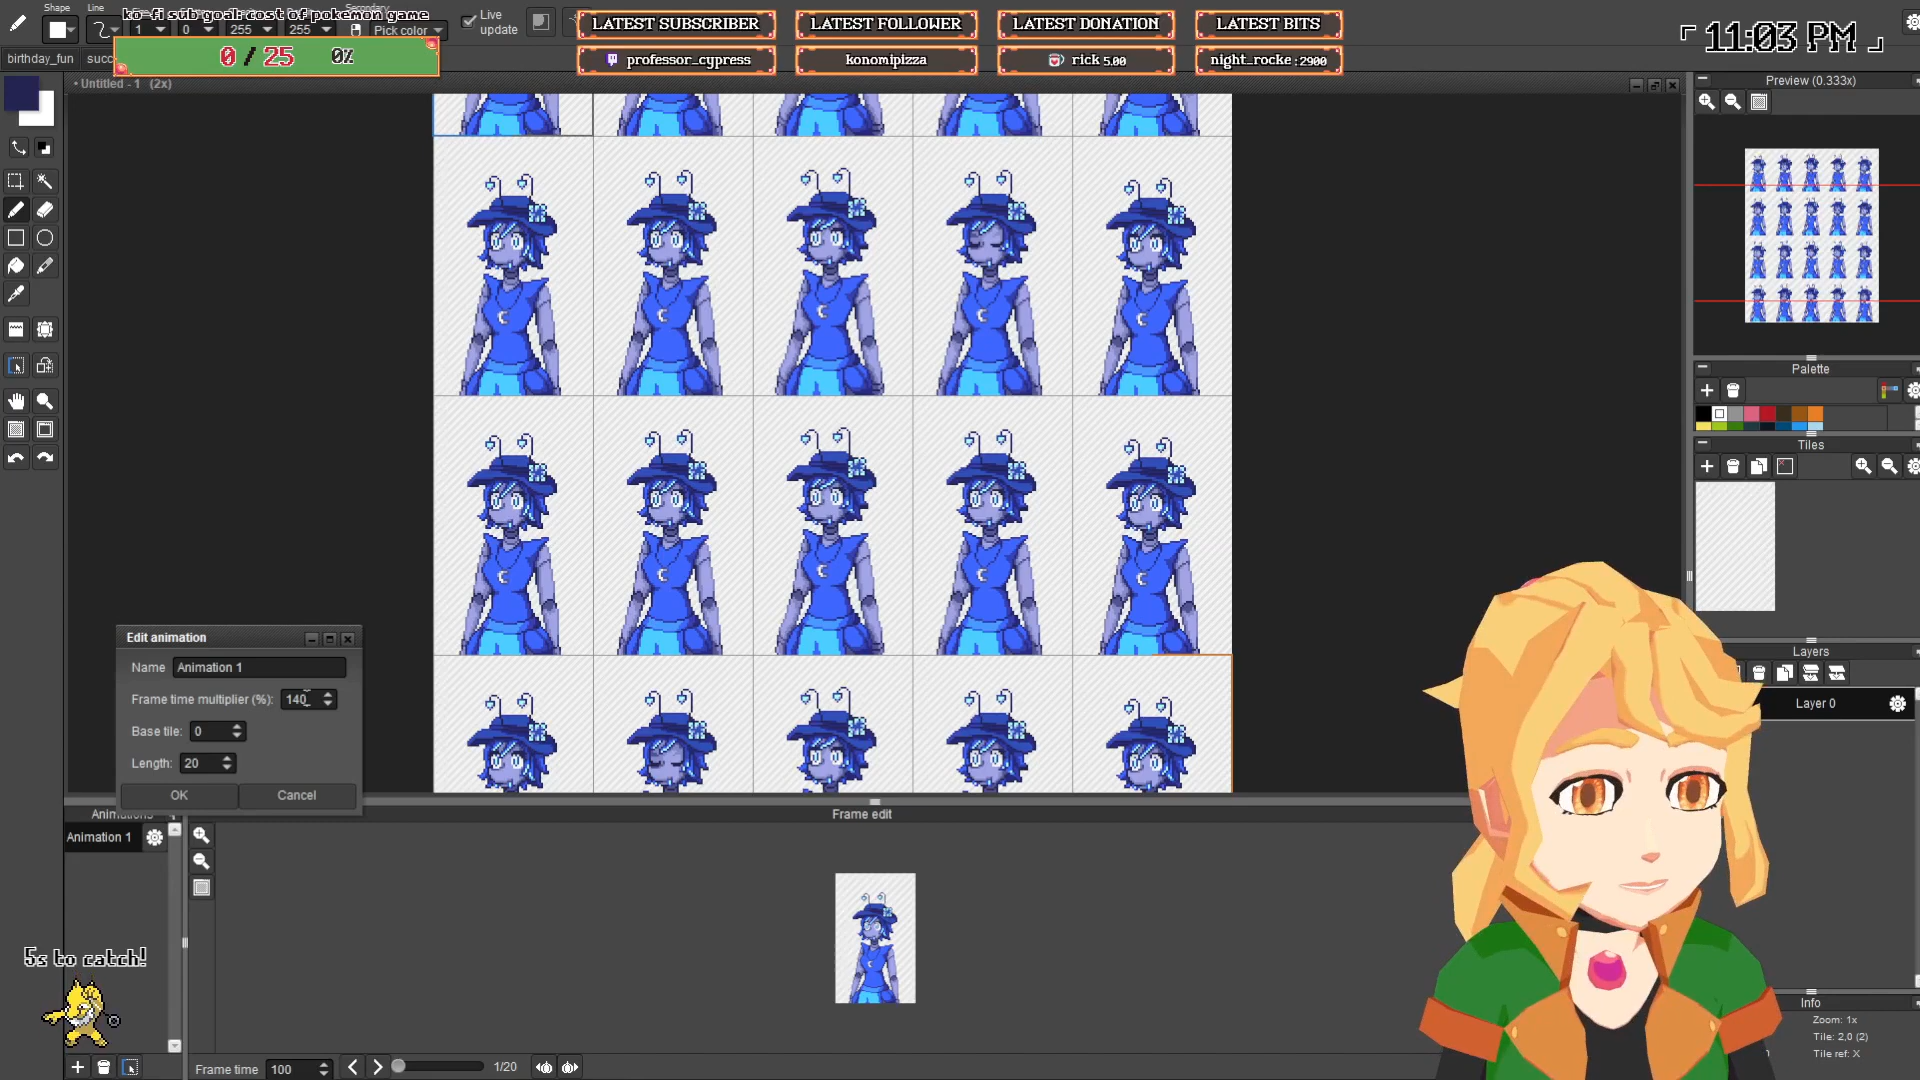 Shape
Line
ko-fi sub goal: cost of pokemon game
1 0 255 255
Pick color
Live update
0 / 25 0%
birthday_fun
succ
LATEST SUBSCRIBER
professor_cypress
LATEST FOLLOWER
konomipizza
LATEST DONATION
rick 5.00
LATEST BITS
night_rocke :2900
11:03 PM
• Untitled - 1 (2x)
Preview (0.333x)
Palette
Tiles
Layers
Layer 0
Edit animation
Name Animation 1
Frame time multiplier (%): 140
Base tile: 0
Length: 20
OK Cancel
Frame edit
Animation 1
5s to catch!
Frame time 100
1/20
Info
Zoom: 1x
Tile: 2,0 (2)
Tile ref: X